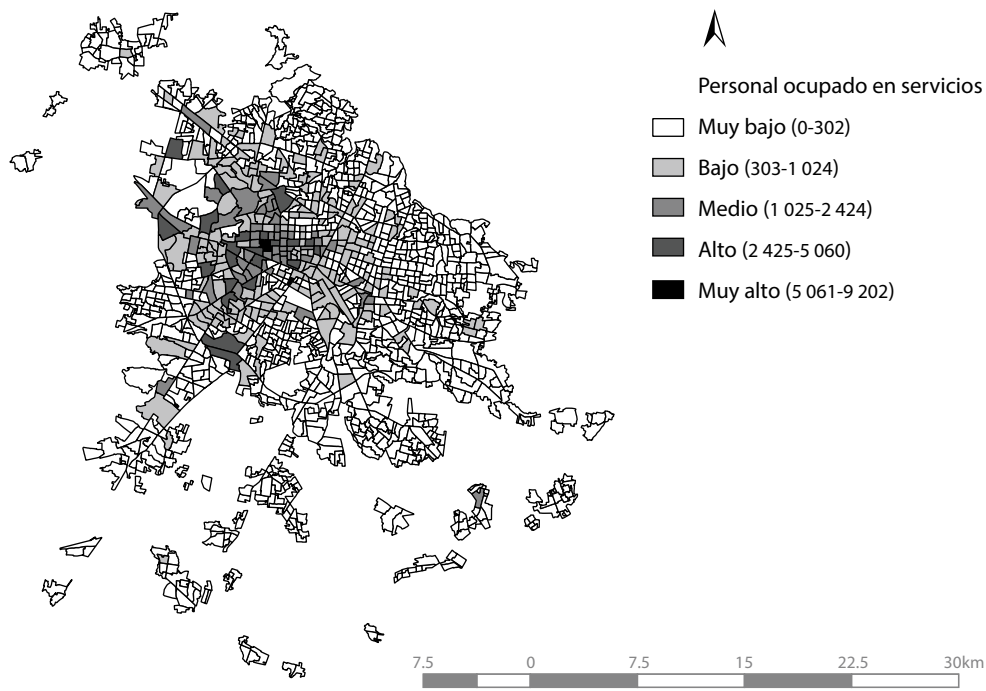 Personal ocupado en servicios
Muy bajo (0-302)
Bajo (303-1 024)
Medio (1 025-2 424)
Alto (2 425-5 060)
Muy alto (5 061-9 202)
7.5 0 7.5 15 22.5 30km